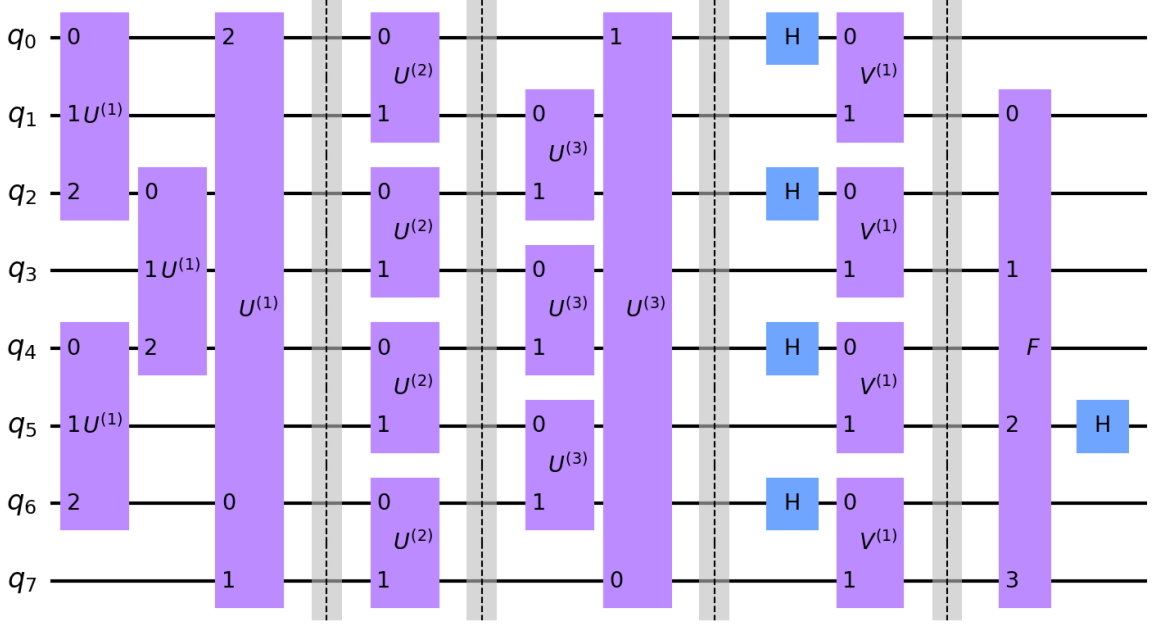 q0 0 2 0 1 H 0
U(2) V(1)
q1 1 U(1) 1 0 1 0
U(3)
q2 2 0 0 1 H 0
U(2) V(1)
q3 1 U(1) 1 0 1 1
U(1) U(3) U(3)
q4 0 2 0 1 H 0 F
U(2) V(1)
q5 1 U(1) 1 0 1 2 H
U(3)
q6 2 0 0 1 H 0
U(2) V(1)
q7 1 1 0 1 3